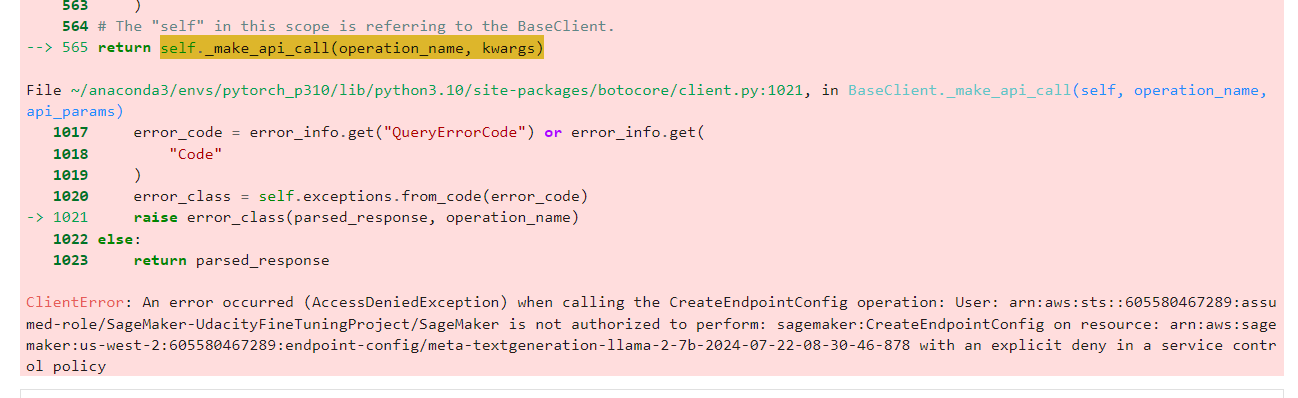 563 )
564 # The "self" in this scope is referring to the BaseClient.
--> 565 return self._make_api_call(operation_name, kwargs)
File ~/anaconda3/envs/pytorch_p310/lib/python3.10/site-packages/botocore/client.py:1021, in BaseClient._make_api_call(self, operation_name,
api_params)
1017 error_code = error_info.get("QueryErrorCode") or error_info.get(
1018 "Code"
1019 )
1020 error_class = self.exceptions.from_code(error_code)
-> 1021 raise error_class(parsed_response, operation_name)
1022 else:
1023 return parsed_response
ClientError: An error occurred (AccessDeniedException) when calling the CreateEndpointConfig operation: User: arn:aws:sts::605580467289:assu
med-role/SageMaker-UdacityFineTuningProject/SageMaker is not authorized to perform: sagemaker:CreateEndpointConfig on resource: arn:aws:sage
maker:us-west-2:605580467289:endpoint-config/meta-textgeneration-llama-2-7b-2024-07-22-08-30-46-878 with an explicit deny in a service contr
ol policy